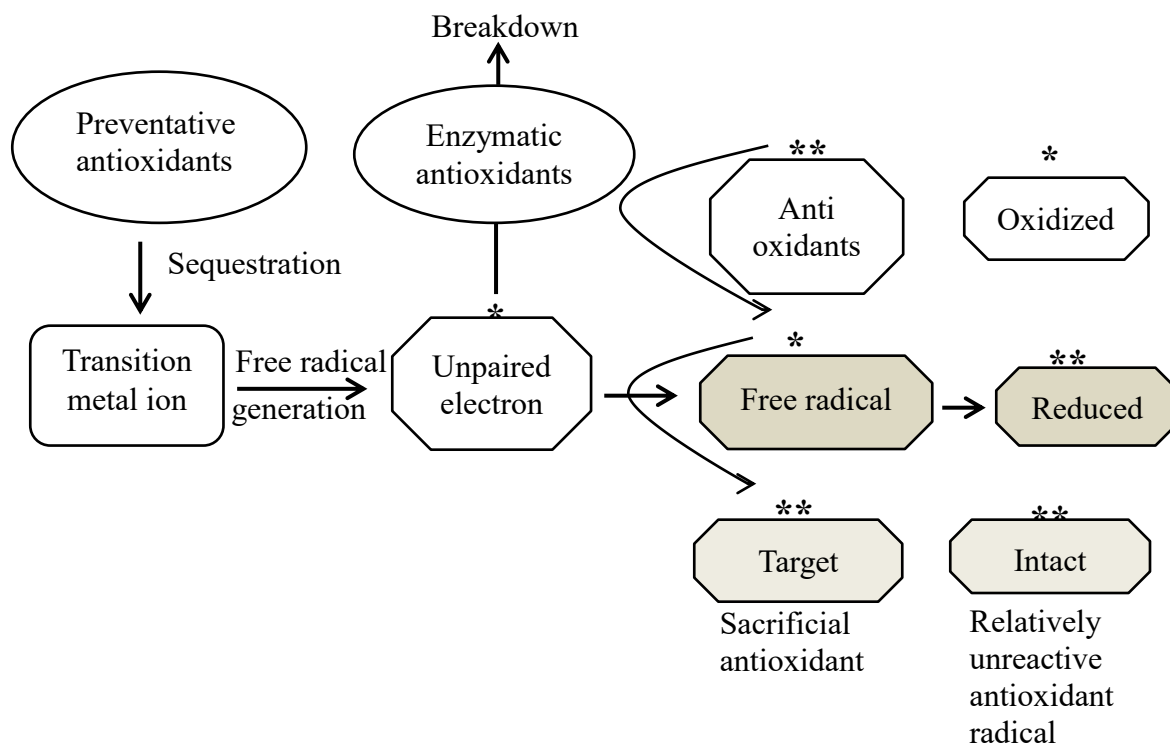 Breakdown
Preventative
antioxidants
Enzymatic
antioxidants
**
Anti
oxidants
*
Oxidized
Sequestration
Transition
metal ion
Free radical
generation
*
Unpaired
electron
*
Free radical
**
Reduced
**
Target
**
Intact
Sacrificial
antioxidant
Relatively
unreactive
antioxidant
radical